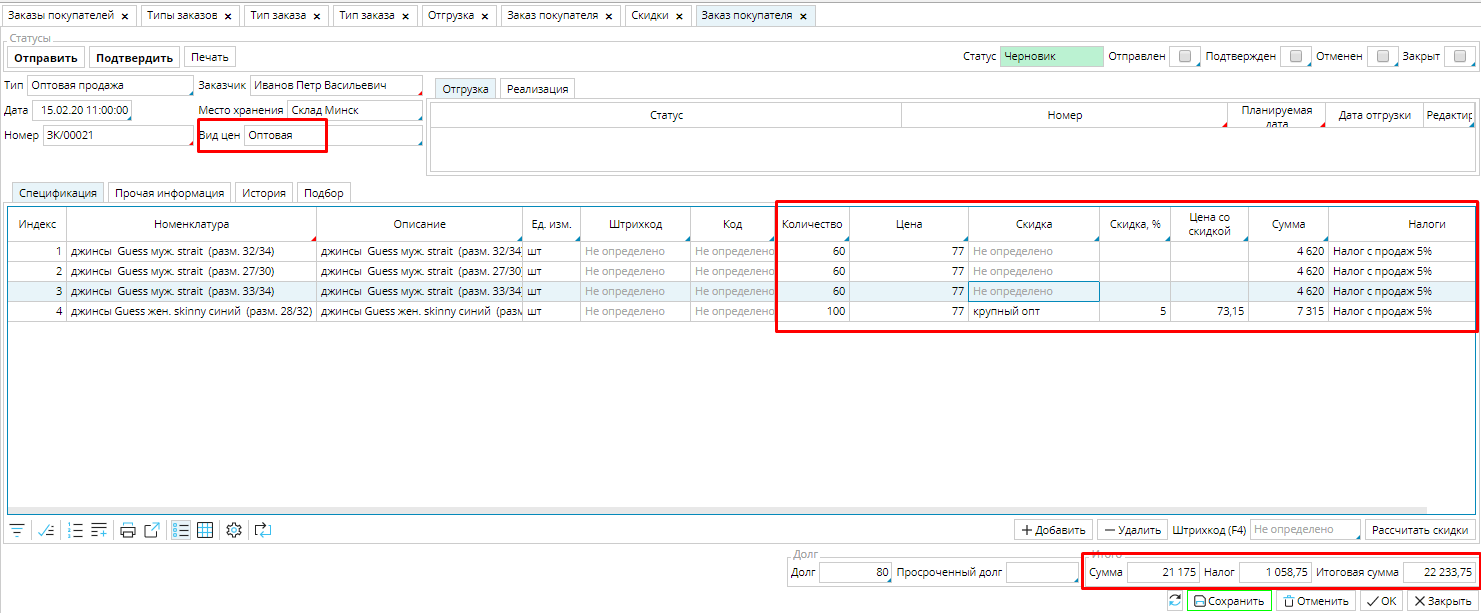 Заказы покупателей × Типы заказов × Тип заказа × Тип заказа × Отгрузка × Заказ покупателя × Скидки × Заказ покупателя ×
Статусы
Отправить Подтвердить Печать Статус Черновик Отправлен Подтвержден Отменен Закрыт
Тип Оптовая продажа Заказчик Иванов Петр Васильевич
Дата 15.02.20 11:00:00 Место хранения Склад Минск
Номер ЗК/00021 Вид цен Оптовая
Отгрузка Реализация
Статус Номер Планируемая дата Дата отгрузки Редактир
Спецификация Прочая информация История Подбор
Индекс Номенклатура Описание Ед. изм. Штрихкод Код Количество Цена Скидка Скидка, % Цена со скидкой Сумма Налоги
1 джинсы Guess муж. strait (разм. 32/34) джинсы Guess муж. strait (разм. 32/34 шт Не определено Не определено 60 77 Не определено 4 620 Налог с продаж 5%
2 джинсы Guess муж. strait (разм. 27/30) джинсы Guess муж. strait (разм. 27/30 шт Не определено Не определено 60 77 Не определено 4 620 Налог с продаж 5%
3 джинсы Guess муж. strait (разм. 33/34) джинсы Guess муж. strait (разм. 33/34 шт Не определено Не определено 60 77 Не определено 4 620 Налог с продаж 5%
4 джинсы Guess жен. skinny синий (разм. 28/32) джинсы Guess жен. skinny синий (разм шт Не определено Не определено 100 77 крупный опт 5 73,15 7 315 Налог с продаж 5%
+ Добавить — Удалить Штрихкод (F4) Не определено Рассчитать скидки
Долг Итого
Долг 80 Просроченный долг Сумма 21 175 Налог 1 058,75 Итоговая сумма 22 233,75
Сохранить Отменить ОК Закрыть